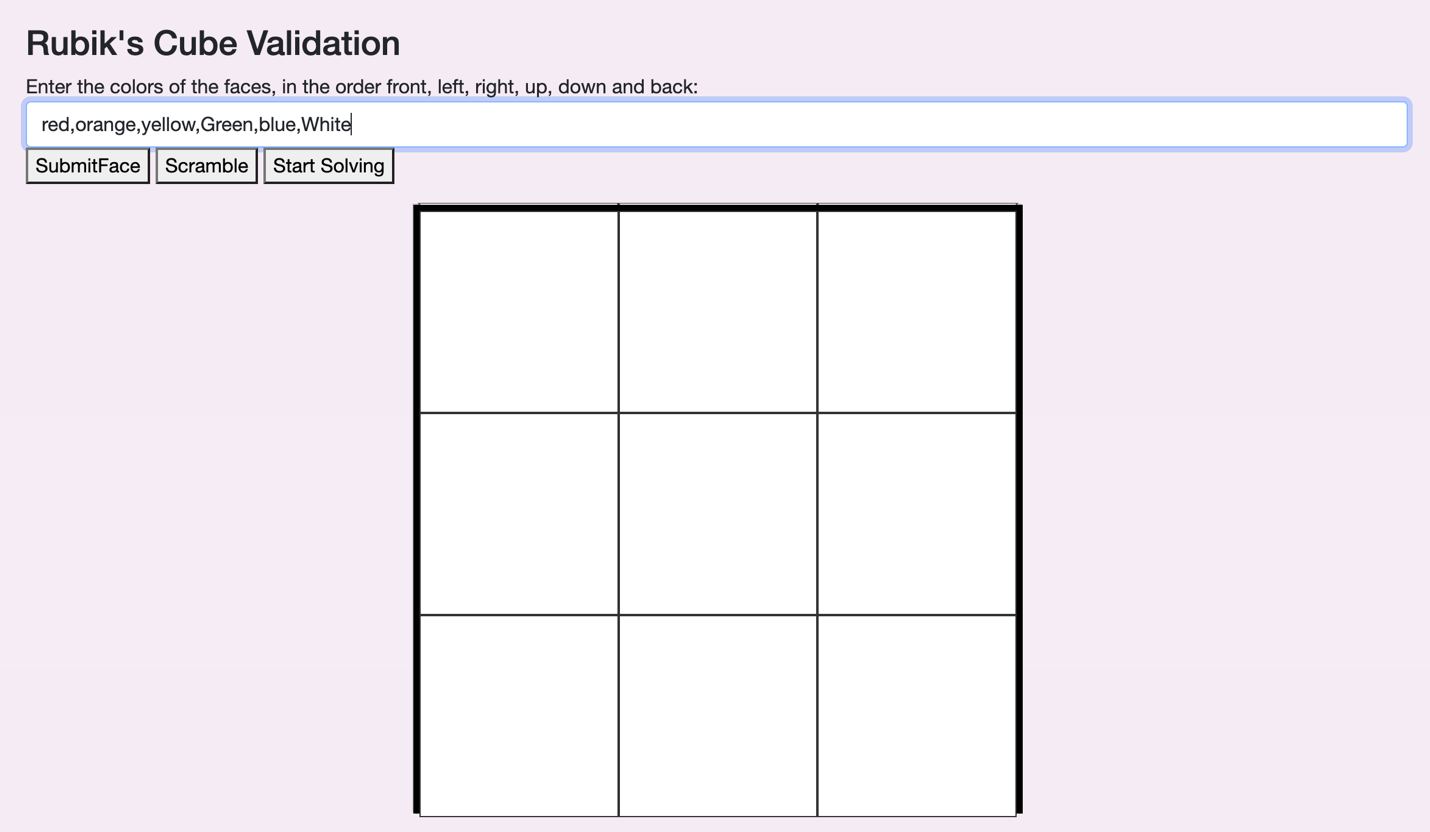 Rubik's Cube Validation
Enter the colors of the faces, in the order front, left, right, up, down and back:
red,orange,yellow,Green,blue,White
SubmitFace Scramble Start Solving